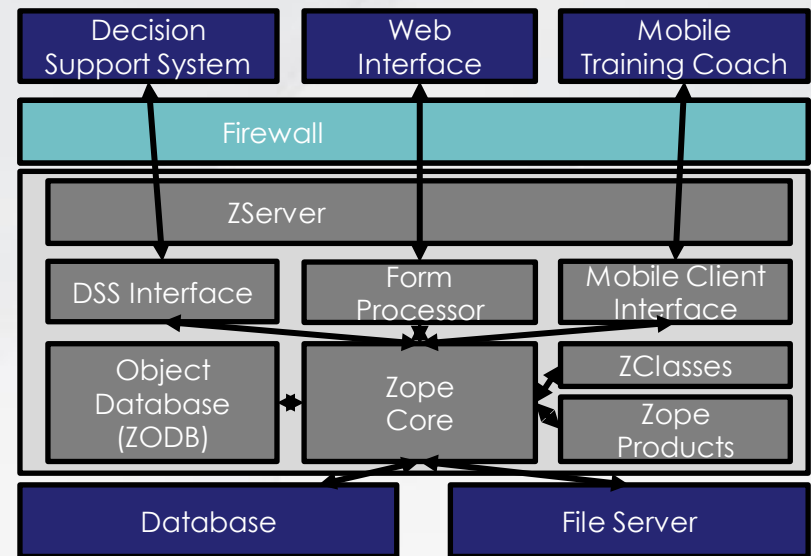 Decision
Support System
Web
Interface
Mobile
Training Coach
Firewall
ZServer
DSS Interface
Form
Processor
Mobile Client
Interface
Object
Database
(ZODB)
Zope
Core
ZClasses
Zope
Products
Database
File Server